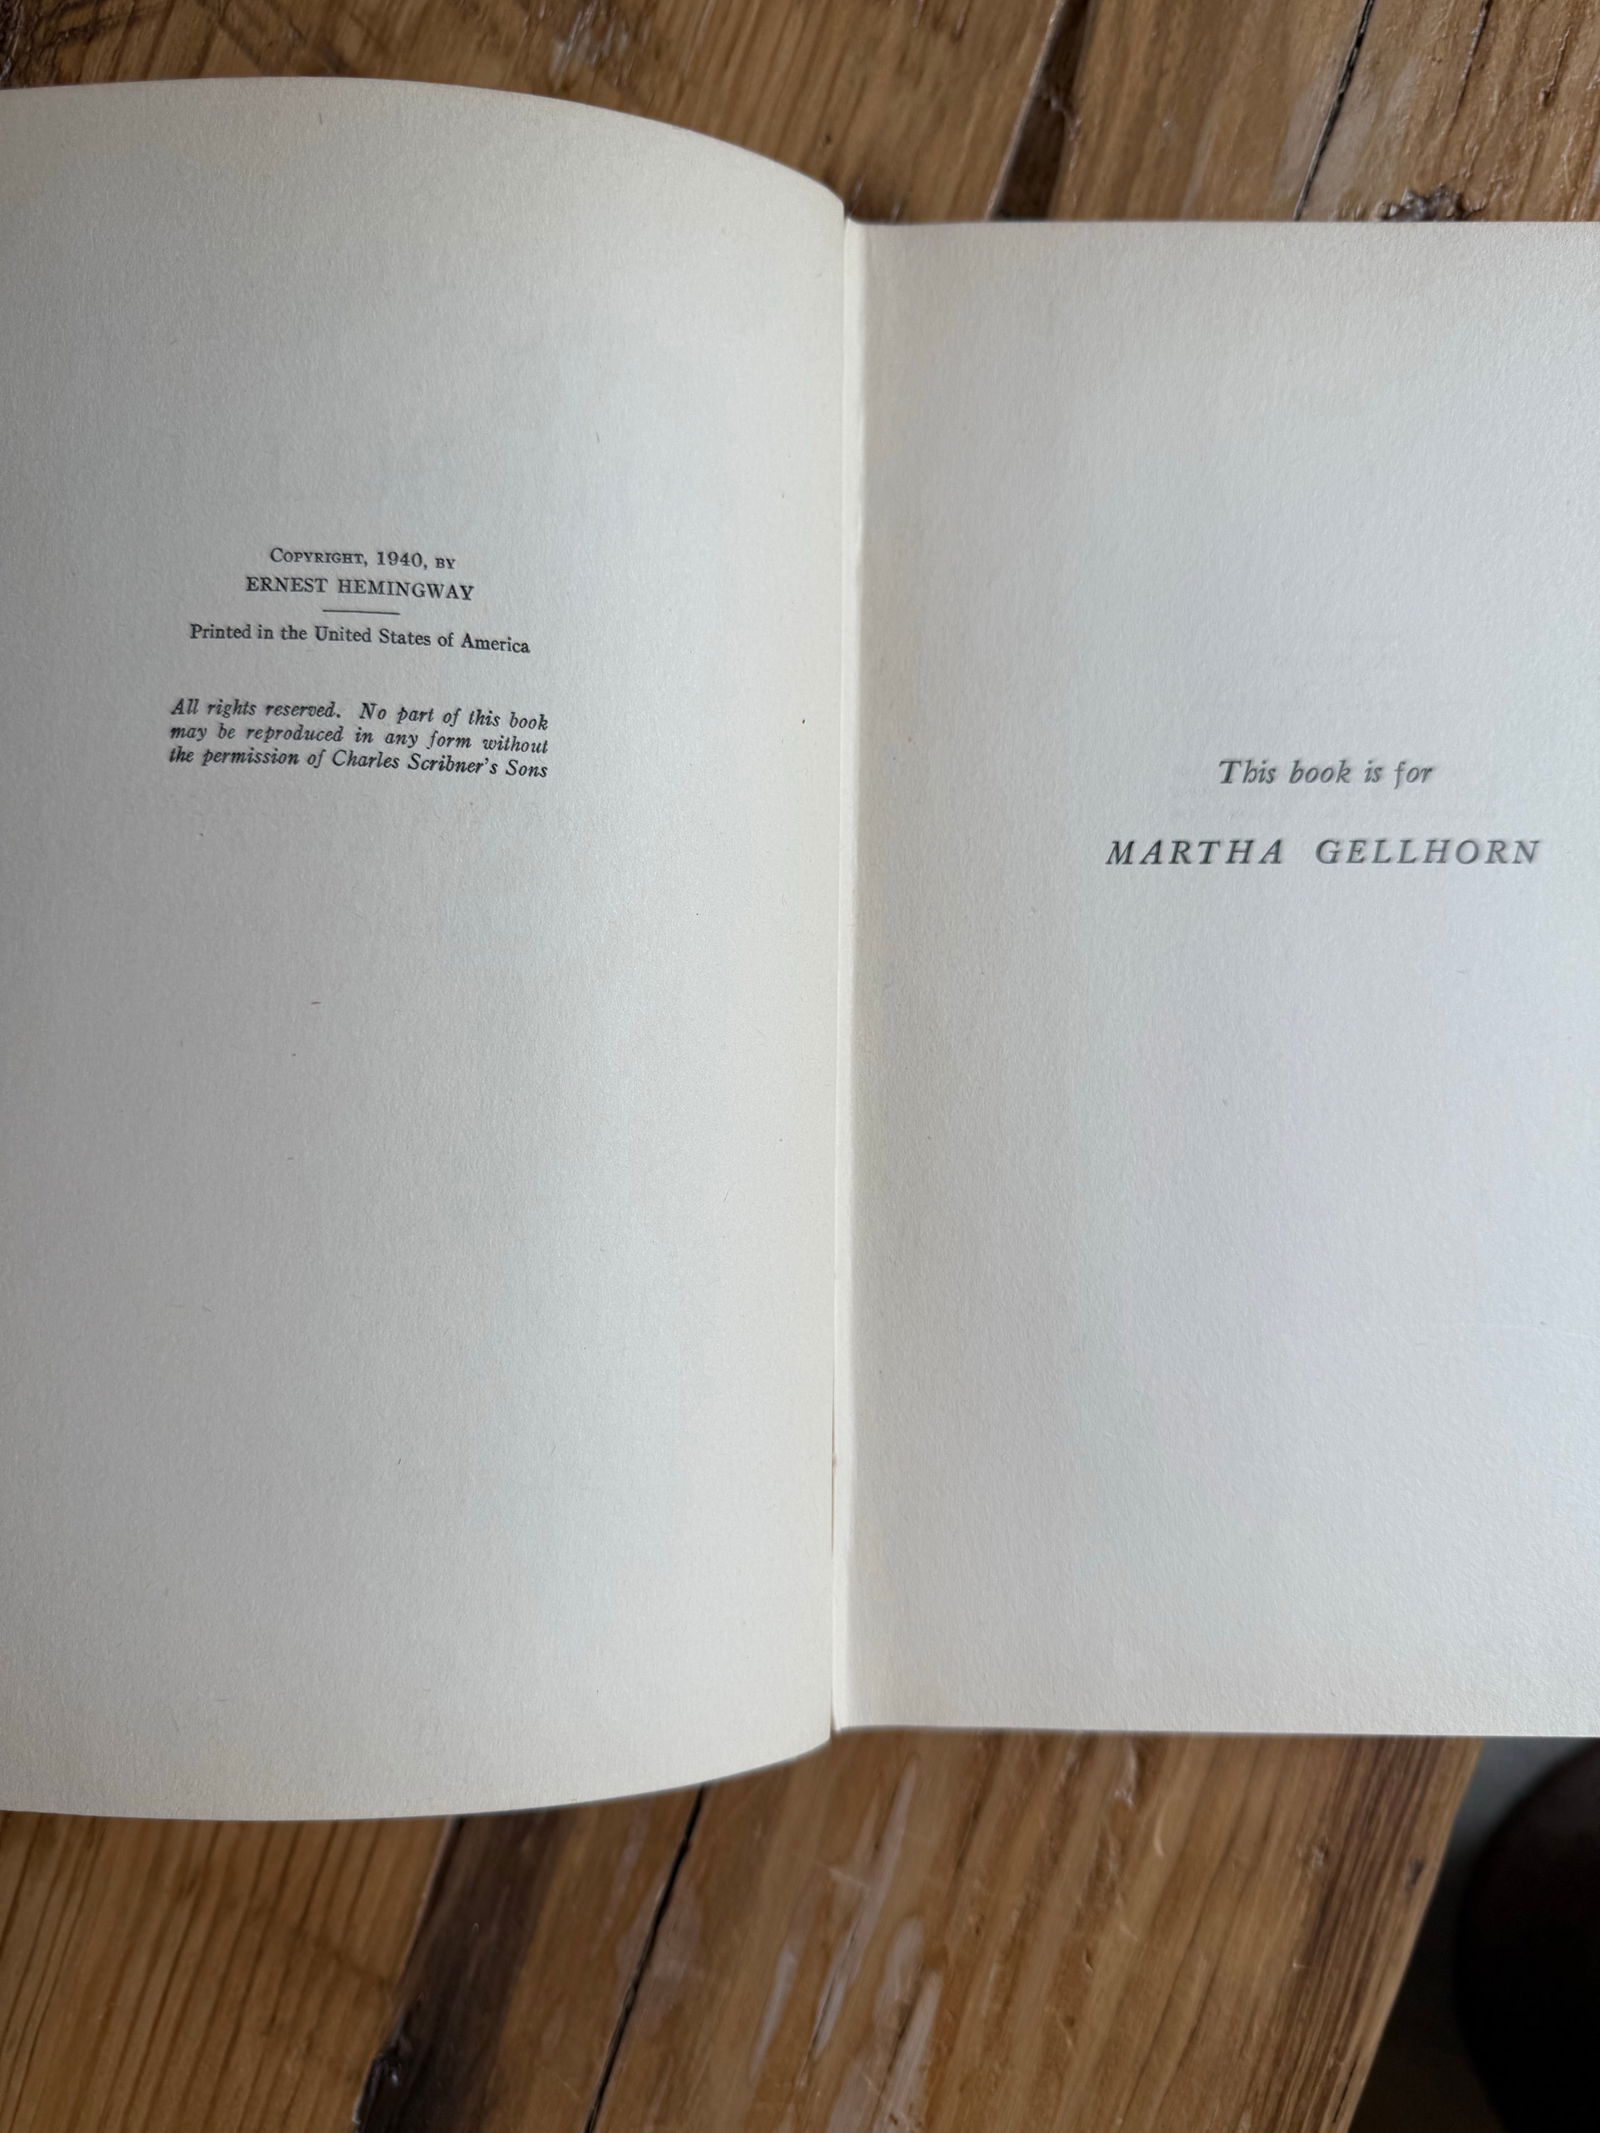 Copyright, 1940, by
ERNEST HEMINGWAY
Printed in the United States of America
All rights reserved. No part of this book
may be reproduced in any form without
the permission of Charles Scribner's Sons
This book is for
MARTHA GELLHORN